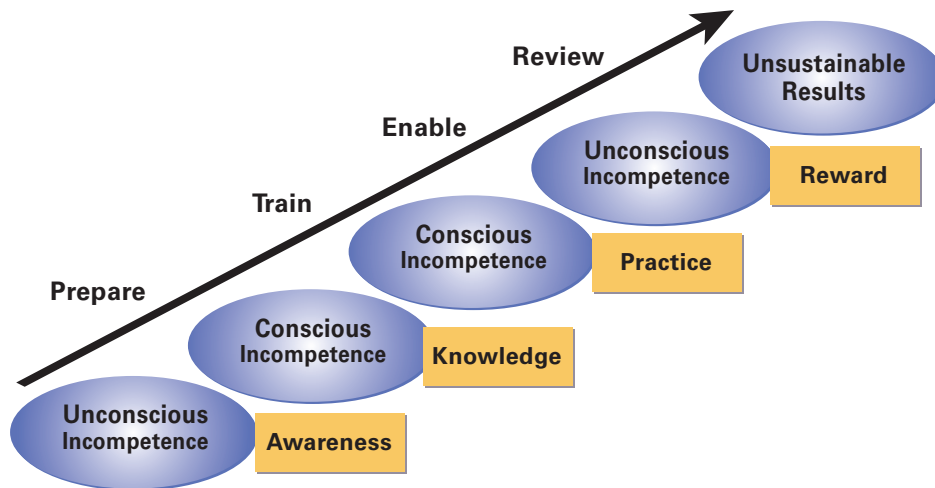 Review
Unsustainable
Results
Enable
Unconscious
Incompetence
Reward
Train
Conscious
Incompetence
Practice
Prepare
Conscious
Incompetence
Knowledge
Unconscious
Incompetence
Awareness